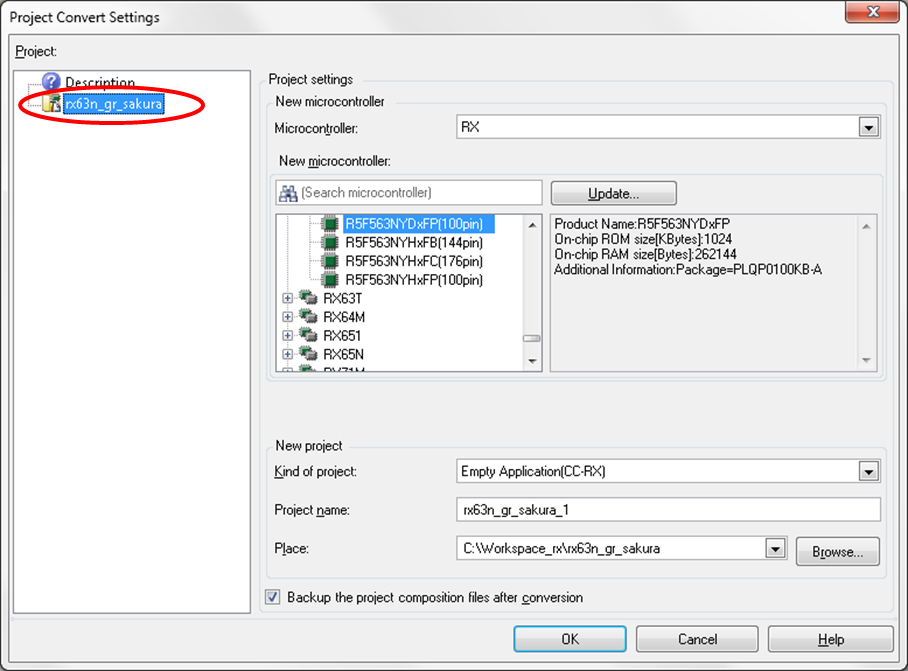 Project Convert Settings
Project:
Description
rx63n_gr_sakura
Project settings
New microcontroller
Microcontroller:
RX
New microcontroller:
(Search microcontroller)
Update...
R5F563NYDxFP(100pin)
R5F563NYHxFB(144pin)
R5F563NYHxFC(176pin)
R5F563NYHxFP(100pin)
RX63T
RX64M
RX651
RX65N
RX71M
Product Name:R5F563NYDxFP
On-chip ROM size[KBytes]:1024
On-chip RAM size[Bytes]:262144
Additional Information:Package=PLQP0100KB-A
New project
Kind of project:
Empty Application(CC-RX)
Project name:
rx63n_gr_sakura_1
Place:
C:\Workspace_rx\rx63n_gr_sakura
Browse...
Backup the project composition files after conversion
OK
Cancel
Help